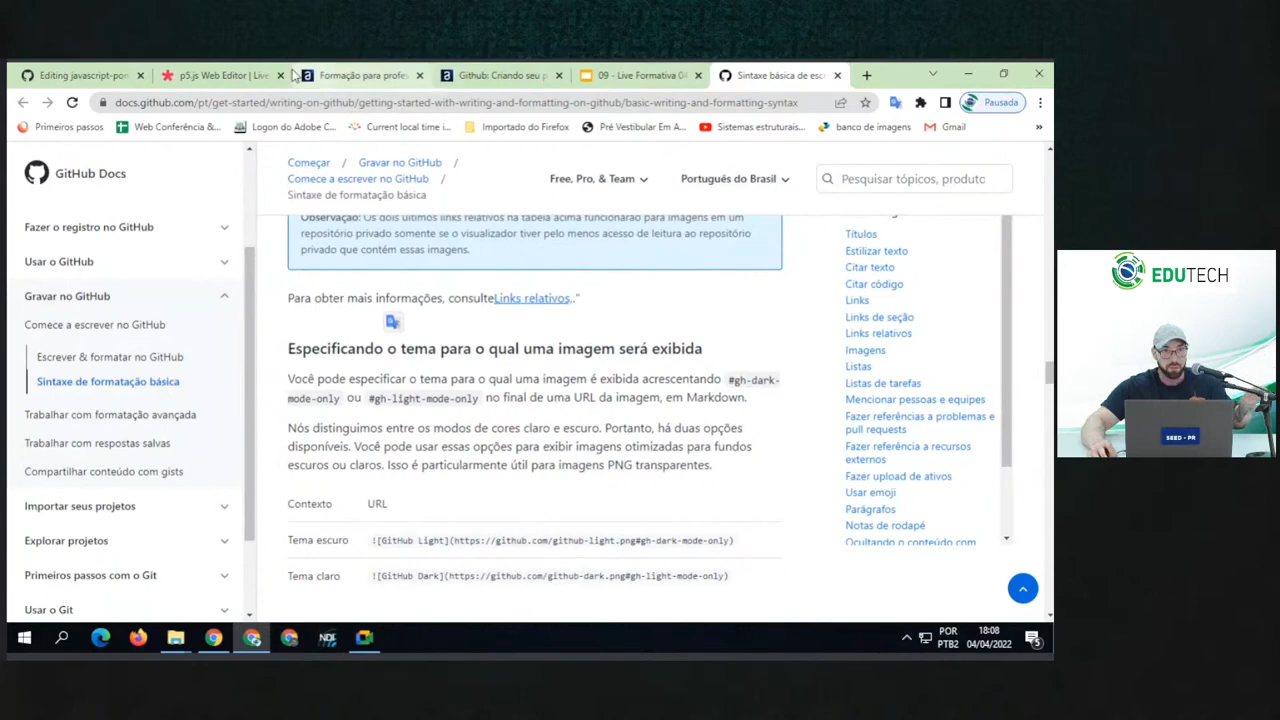 Editing javascript-por
p5.js Web Editor | Live
Formação para profes
Github: Criando seu p
09 - Live Formativa 04
Sintaxe básica de esc
docs.github.com/pt/get-started/writing-on-github/getting-started-with-writing-and-formatting-on-github/basic-writing-and-formatting-syntax
Pausada
Primeiros passos
Web Conferência &...
Logon do Adobe C...
Current local time i...
Importado do Firefox
Pré Vestibular Em A...
Sistemas estruturais...
banco de imagens
Gmail
»
GitHub Docs
Fazer o registro no GitHub
Usar o GitHub
Gravar no GitHub
Comece a escrever no GitHub
Escrever & formatar no GitHub
Sintaxe de formatação básica
Trabalhar com formatação avançada
Trabalhar com respostas salvas
Compartilhar conteúdo com gists
Importar seus projetos
Explorar projetos
Primeiros passos com o Git
Usar o Git
Começar / Gravar no GitHub /
Comece a escrever no GitHub /
Sintaxe de formatação básica
Free, Pro, & Team
Português do Brasil
Pesquisar tópicos, produto
Observação: Os dois últimos links relativos na tabela acima funcionarão para imagens em um
repositório privado somente se o visualizador tiver pelo menos acesso de leitura ao repositório
privado que contém essas imagens.
Para obter mais informações, consulteLinks relativos,."
Especificando o tema para o qual uma imagem será exibida
Você pode especificar o tema para o qual uma imagem é exibida acrescentando #gh-dark-
mode-only ou #gh-light-mode-only no final de uma URL da imagem, em Markdown.
Nós distinguimos entre os modos de cores claro e escuro. Portanto, há duas opções
disponíveis. Você pode usar essas opções para exibir imagens otimizadas para fundos
escuros ou claros. Isso é particularmente útil para imagens PNG transparentes.
Contexto URL
Tema escuro ![GitHub Light](https://github.com/github-light.png#gh-dark-mode-only)
Tema claro ![GitHub Dark](https://github.com/github-dark.png#gh-light-mode-only)
Títulos
Estilizar texto
Citar texto
Citar código
Links
Links de seção
Links relativos
Imagens
Listas
Listas de tarefas
Mencionar pessoas e equipes
Fazer referências a problemas e
pull requests
Fazer referência a recursos
externos
Fazer upload de ativos
Usar emoji
Parágrafos
Notas de rodapé
Ocultando o conteúdo com
POR
PTB2
18:08
04/04/2022
5
EDUTECH
SEED - PR